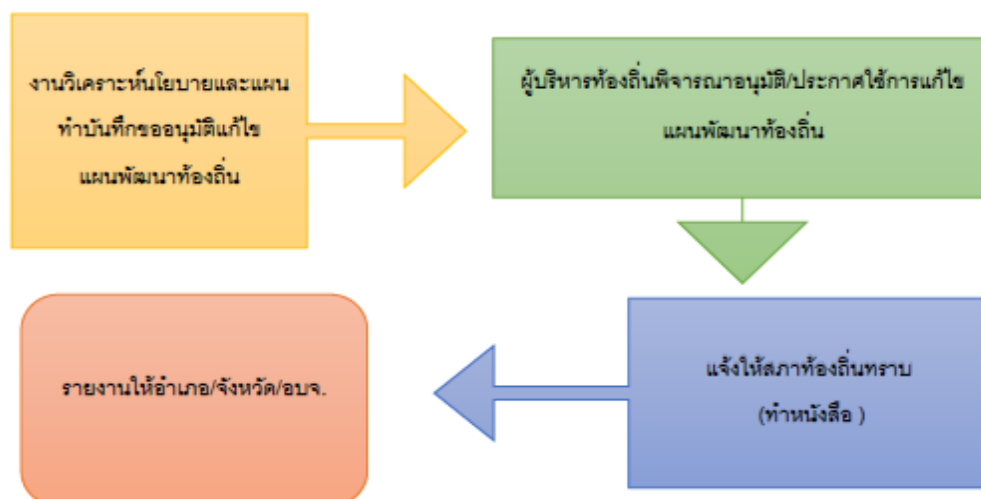 งานวิเคราะห์นโยบายและแผน
ทำบันทึกขออนุมัติแก้ไข
แผนพัฒนาท้องถิ่น
ผู้บริหารท้องถิ่นพิจารณาอนุมัติ/ประกาศใช้การแก้ไข
แผนพัฒนาท้องถิ่น
แจ้งให้สภาท้องถิ่นทราบ
(ทำหนังสือ )
รายงานให้อำเภอ/จังหวัด/อบจ.